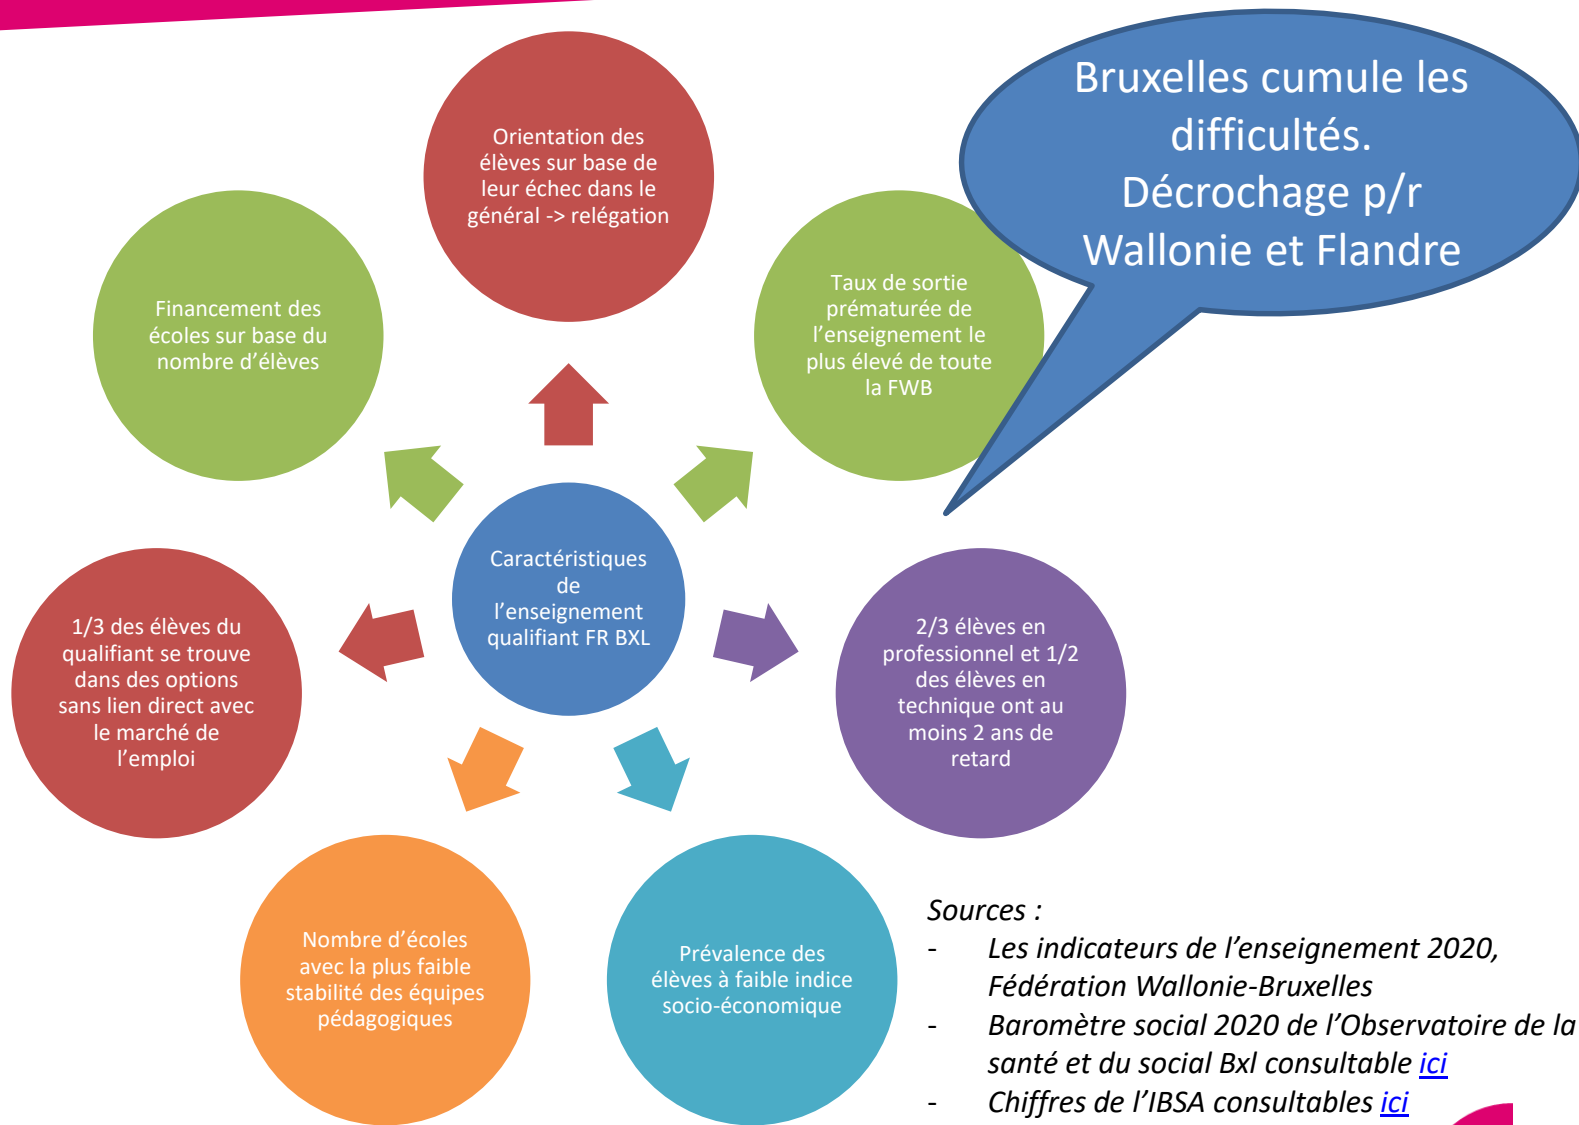 Bruxelles cumule les
difficultés.
Décrochage p/r
Wallonie et Flandre
Orientation des
élèves sur base de
leur échec dans le
général -> relégation
Taux de sortie
prématurée de
l'enseignement le
plus élevé de toute
la FWB
Financement des
écoles sur base du
nombre d'élèves
Caractéristiques
de
l'enseignement
qualifiant FR BXL
1/3 des élèves du
qualifiant se trouve
dans des options
sans lien direct avec
le marché de
l'emploi
2/3 élèves en
professionnel et 1/2
des élèves en
technique ont au
moins 2 ans de
retard
Nombre d'écoles
avec la plus faible
stabilité des équipes
pédagogiques
Prévalence des
élèves à faible indice
socio-économique
Sources :
- Les indicateurs de l'enseignement 2020,
Fédération Wallonie-Bruxelles
- Baromètre social 2020 de l'Observatoire de la
santé et du social Bxl consultable ici
- Chiffres de l'IBSA consultables ici